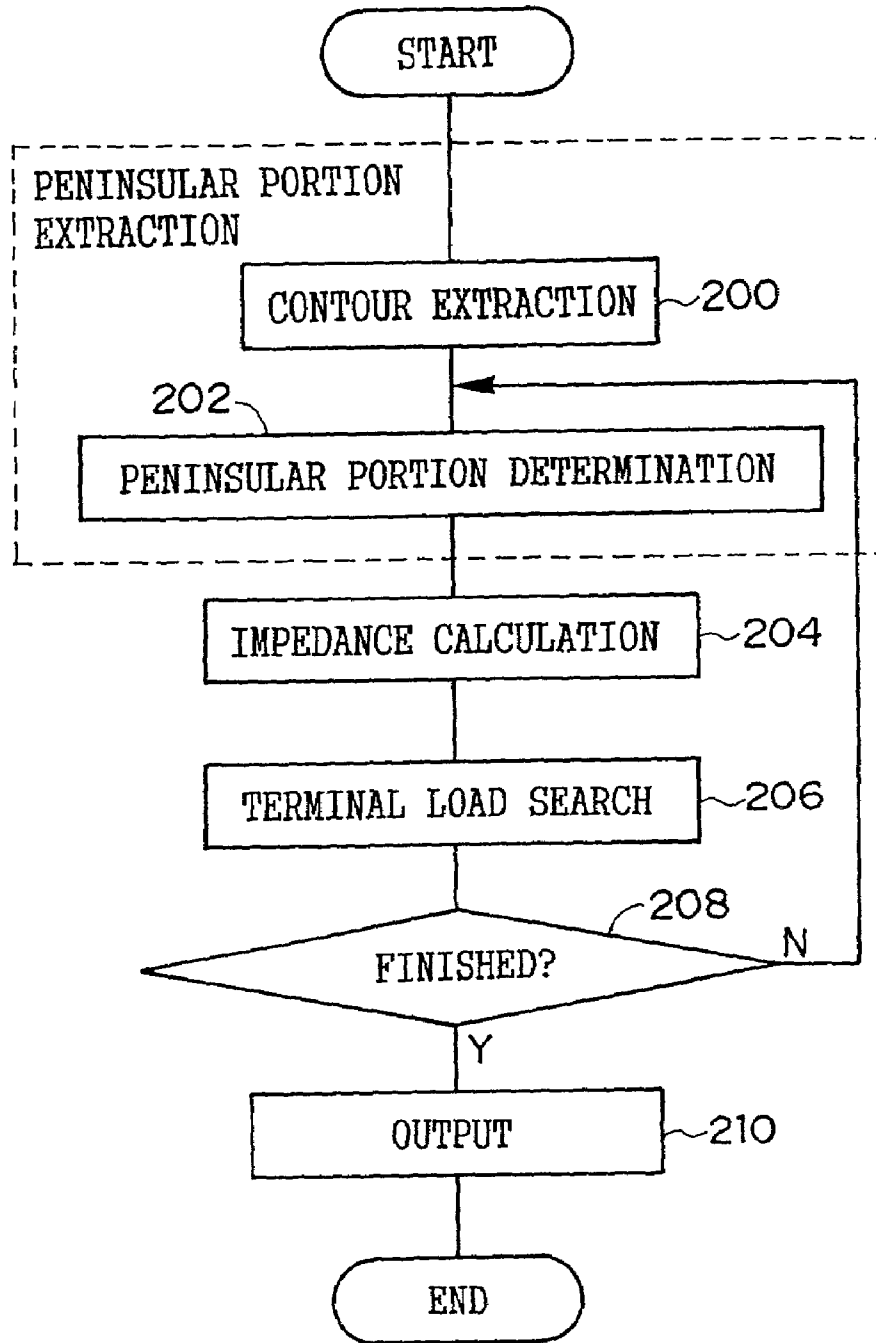 START
PENINSULAR PORTION
EXTRACTION
CONTOUR EXTRACTION
200
202
PENINSULAR PORTION DETERMINATION
IMPEDANCE CALCULATION
204
TERMINAL LOAD SEARCH
206
208
FINISHED?
N
Y
OUTPUT
210
END